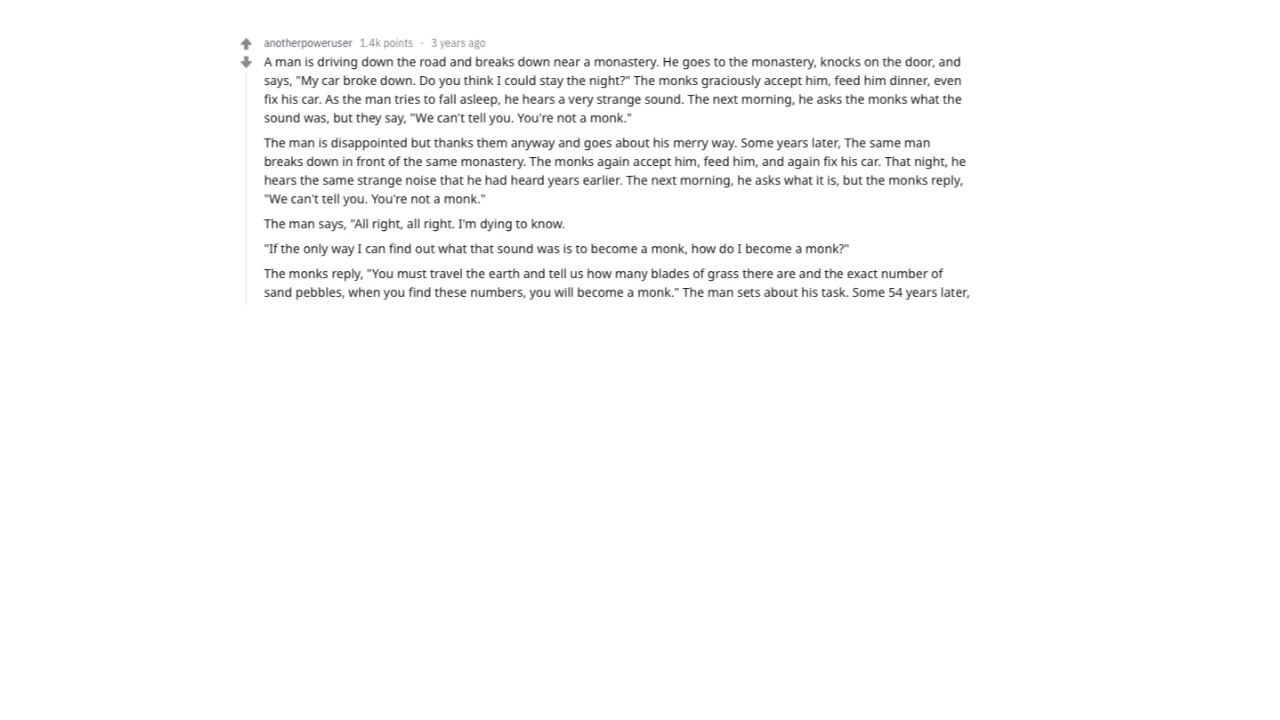 anotherpoweruser 1.4k points · 3 years ago
A man is driving down the road and breaks down near a monastery. He goes to the monastery, knocks on the door, and
says, "My car broke down. Do you think I could stay the night?" The monks graciously accept him, feed him dinner, even
fix his car. As the man tries to fall asleep, he hears a very strange sound. The next morning, he asks the monks what the
sound was, but they say, "We can't tell you. You're not a monk."
The man is disappointed but thanks them anyway and goes about his merry way. Some years later, The same man
breaks down in front of the same monastery. The monks again accept him, feed him, and again fix his car. That night, he
hears the same strange noise that he had heard years earlier. The next morning, he asks what it is, but the monks reply,
"We can't tell you. You're not a monk."
The man says, "All right, all right. I'm dying to know.
"If the only way I can find out what that sound was is to become a monk, how do I become a monk?"
The monks reply, "You must travel the earth and tell us how many blades of grass there are and the exact number of
sand pebbles, when you find these numbers, you will become a monk." The man sets about his task. Some 54 years later,